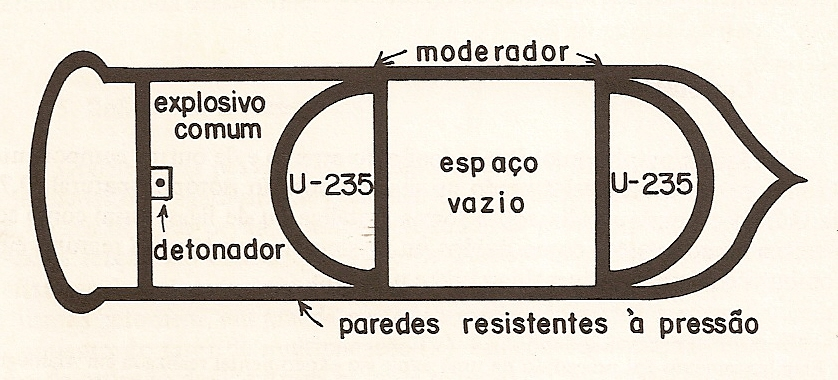 moderador
explosivo
comum
U-235
espaço
vazio
U-235
detonador
paredes resistentes à pressão